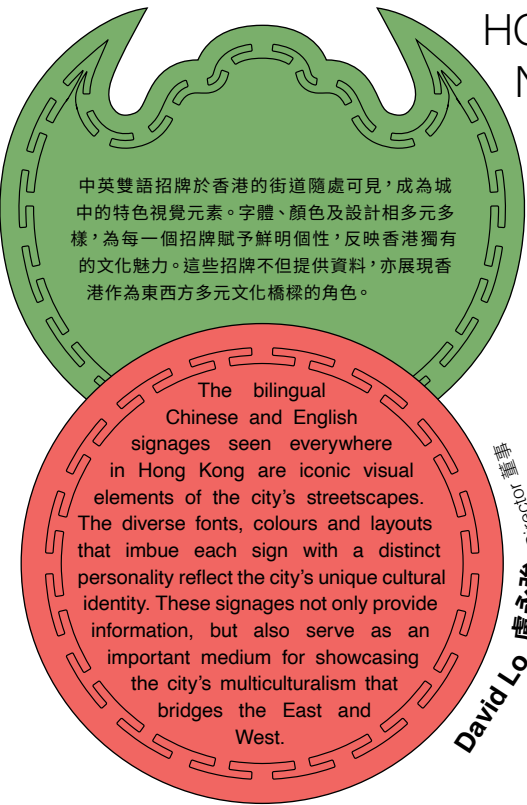 HO
N
中英雙語招牌於香港的街道隨處可見，成為城
中的特色視覺元素。字體、顏色及設計相多元多
樣，為每一個招牌賦予鮮明個性，反映香港獨有
的文化魅力。這些招牌不但提供資料，亦展現香
港作為東西方多元文化橋樑的角色。
The bilingual
Chinese and English
signages seen everywhere
in Hong Kong are iconic visual
elements of the city’s streetscapes.
The diverse fonts, colours and layouts
that imbue each sign with a distinct
personality reflect the city’s unique cultural
identity. These signages not only provide
information, but also serve as an
important medium for showcasing
the city’s multiculturalism that
bridges the East and
West.
David Lo 盧永強 董事